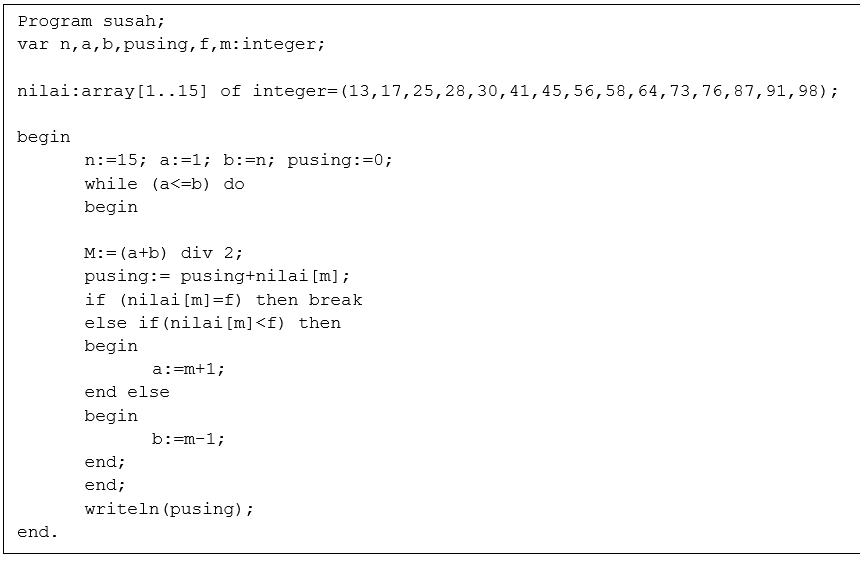 Program susah;
var n,a,b,pusing,f,m:integer;
nilai:array[1..15] of integer=(13,17,25,28,30,41,45,56,58,64,73,76,87,91,98);
begin
n:=15; a:=1; b:=n; pusing:=0;
while (a<=b) do
begin
M:=(a+b) div 2;
pusing:= pusing+nilai[m];
if (nilai[m]=f) then break
else if(nilai[m]<f) then
begin
a:=m+1;
end else
begin
b:=m-1;
end;
end;
writeln(pusing);
end.